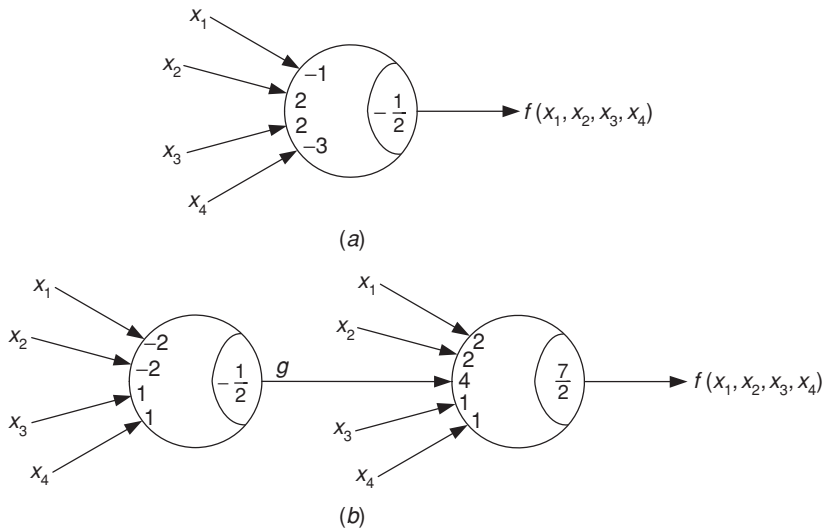 x₁
x₂
x₃
x₄
−1
2
2
−3
−1/2
f (x₁, x₂, x₃, x₄)
(a)
x₁
x₂
x₃
x₄
−2
−2
1
1
−1/2
g
x₁
x₂
x₃
x₄
2
2
4
1
1
7/2
f (x₁, x₂, x₃, x₄)
(b)